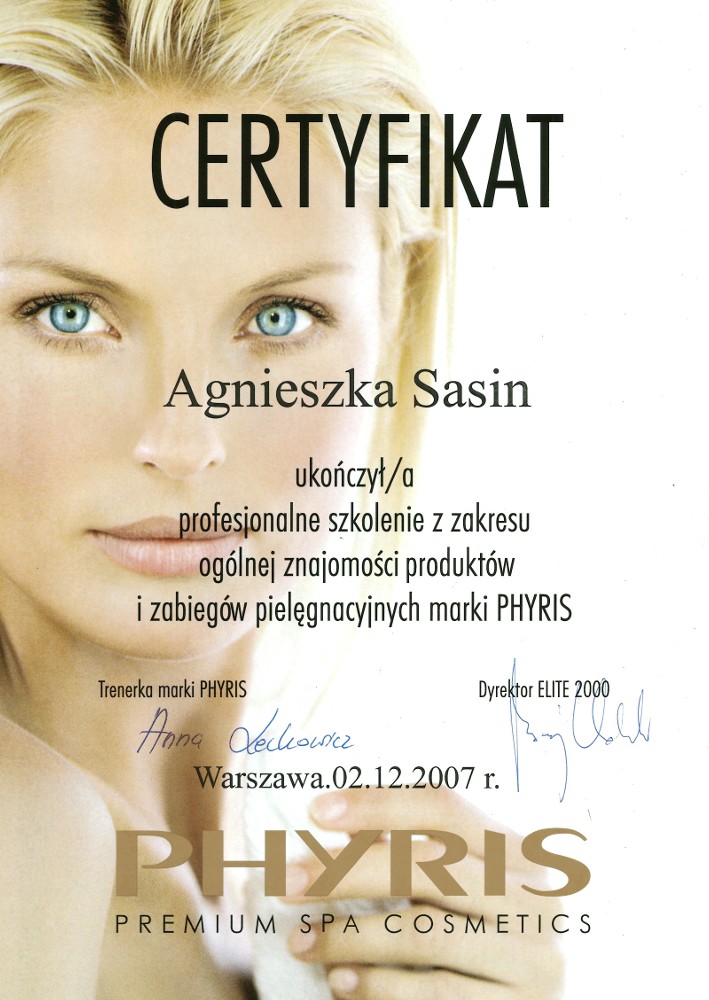 CERTYFIKAT
Agnieszka Sasin
ukończył/a
profesjonalne szkolenie z zakresu
ogólnej znajomości produktów
i zabiegów pielęgnacyjnych marki PHYRIS
Trenerka marki PHYRIS
Dyrektor ELITE 2000
Anna Lechowicz
Warszawa.02.12.2007 r.
PHYRIS
PREMIUM SPA COSMETICS